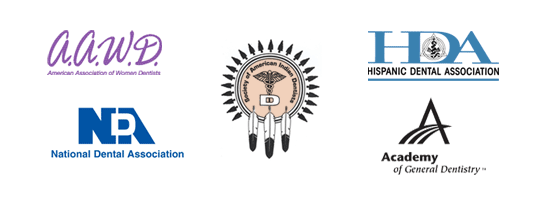 A.A.W.D.
American Association of Women Dentists
NDA
National Dental Association
Society of American Indian Dentists
D
HDA
HISPANIC DENTAL ASSOCIATION
A
Academy
of General Dentistry™